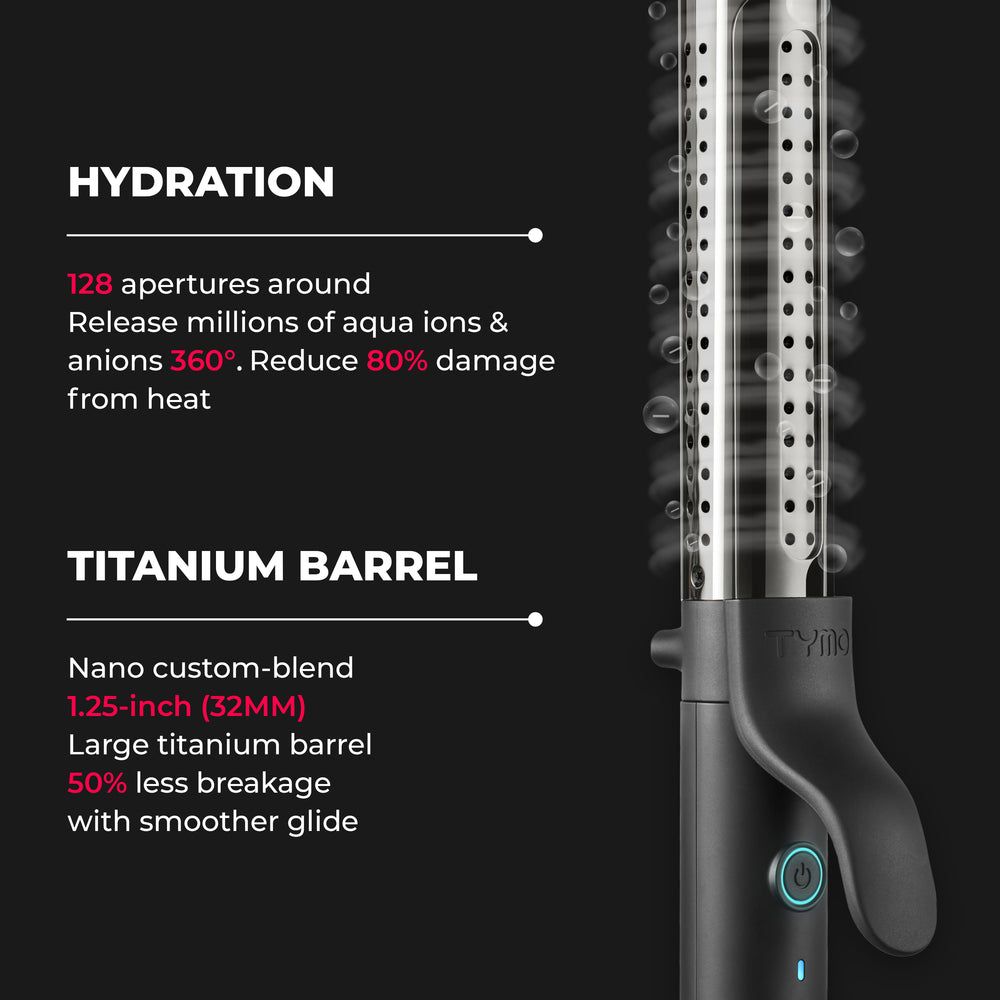 HYDRATION
128 apertures around
Release millions of aqua ions &
anions 360°. Reduce 80% damage
from heat
TITANIUM BARREL
Nano custom-blend
1.25-inch (32MM)
Large titanium barrel
50% less breakage
with smoother glide
TYMO